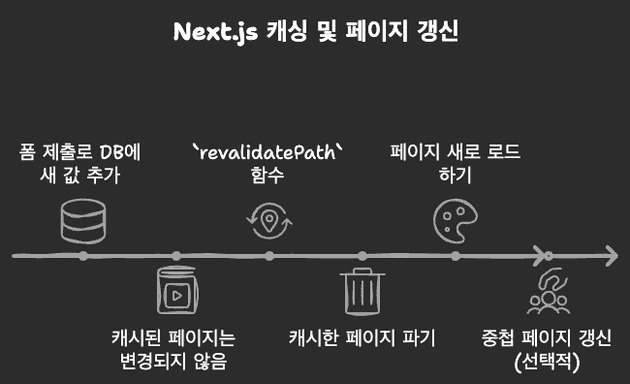 Next.js 캐싱 및 페이지 갱신
폼 제출로 DB에
새 값 추가
`revalidatePath`
함수
페이지 새로 로드
하기
캐시된 페이지는
변경되지 않음
캐시한 페이지 파기
중첩 페이지 갱신
(선택적)